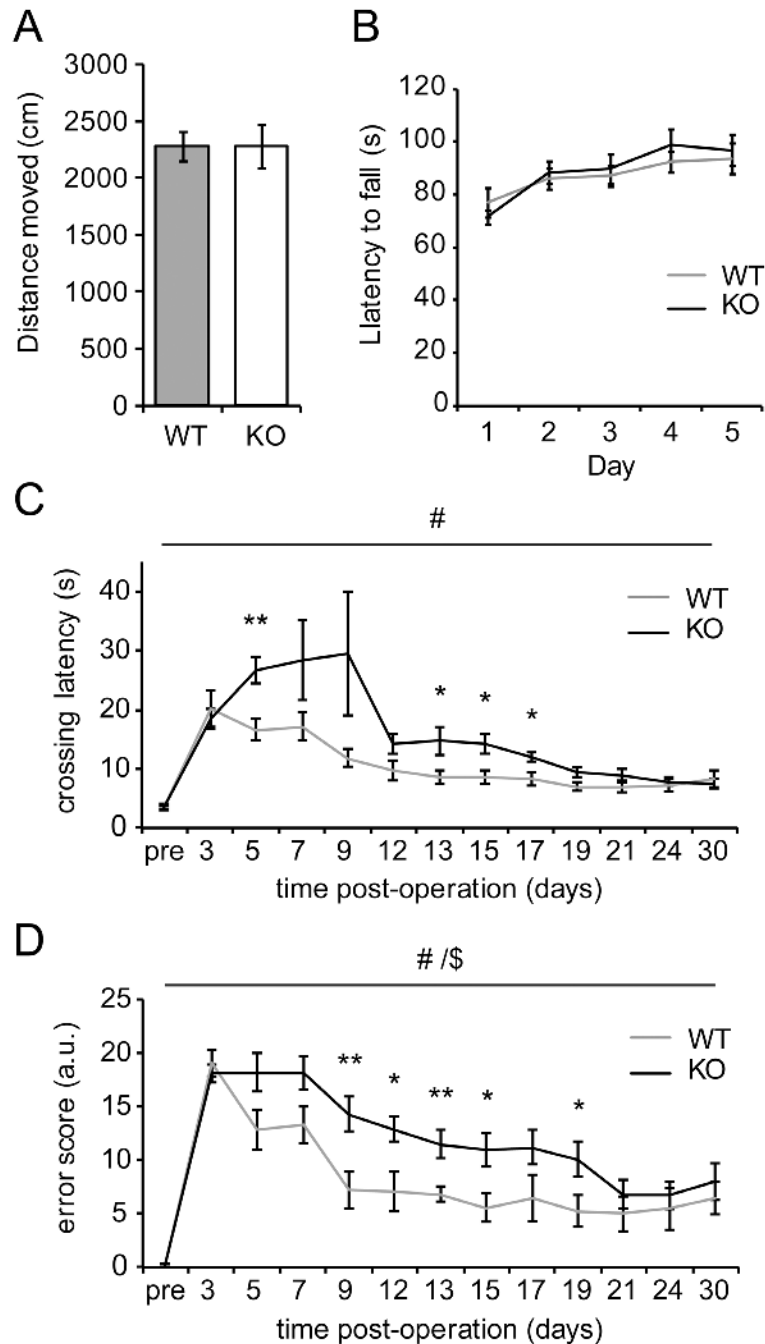 A
Distance moved (cm)
3000
2500
2000
1500
1000
500
0
WT
KO
B
Llatency to fall (s)
120
100
80
60
40
20
0
WT
KO
1 2 3 4 5
Day
C
#
crossing latency (s)
40
30
20
10
0
**
*
*
*
WT
KO
pre 3 5 7 9 12 13 15 17 19 21 24 30
time post-operation (days)
D
# /$
error score (a.u.)
25
20
15
10
5
0
**
*
**
*
*
WT
KO
pre 3 5 7 9 12 13 15 17 19 21 24 30
time post-operation (days)